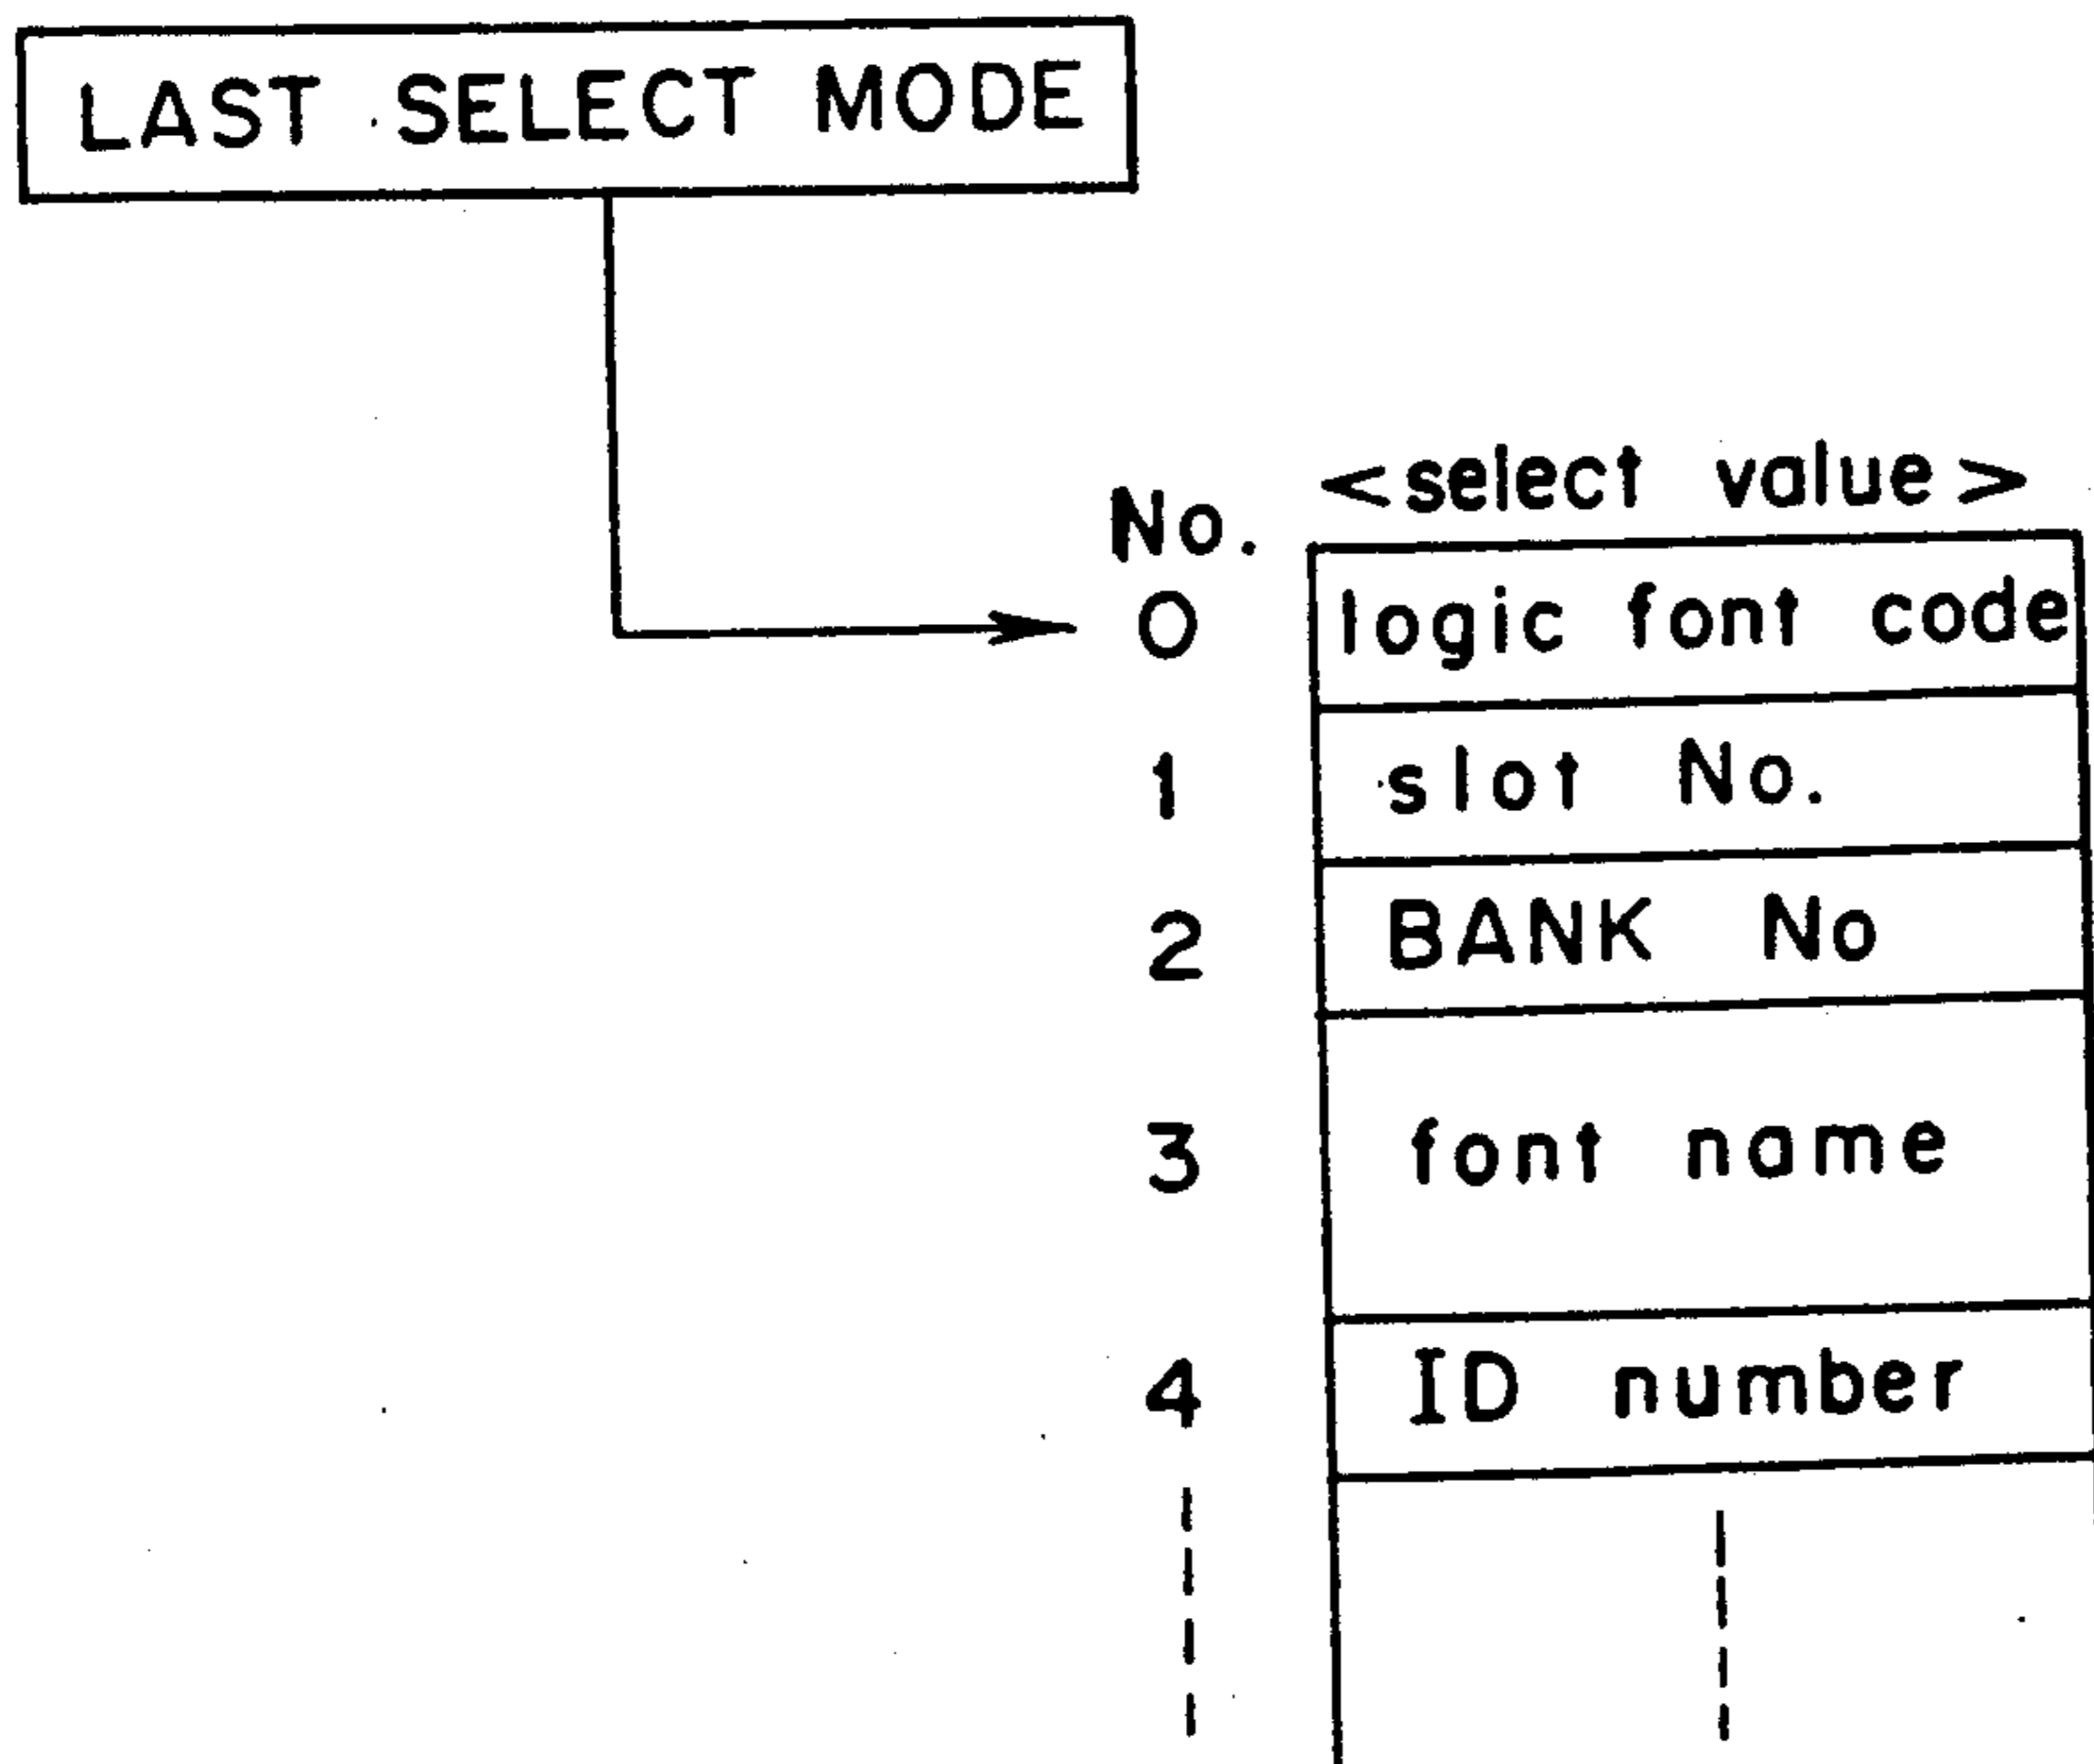 LAST SELECT MODE
No. <select value>
0 logic font code
1 slot No.
2 BANK No
3 font name
4 ID number